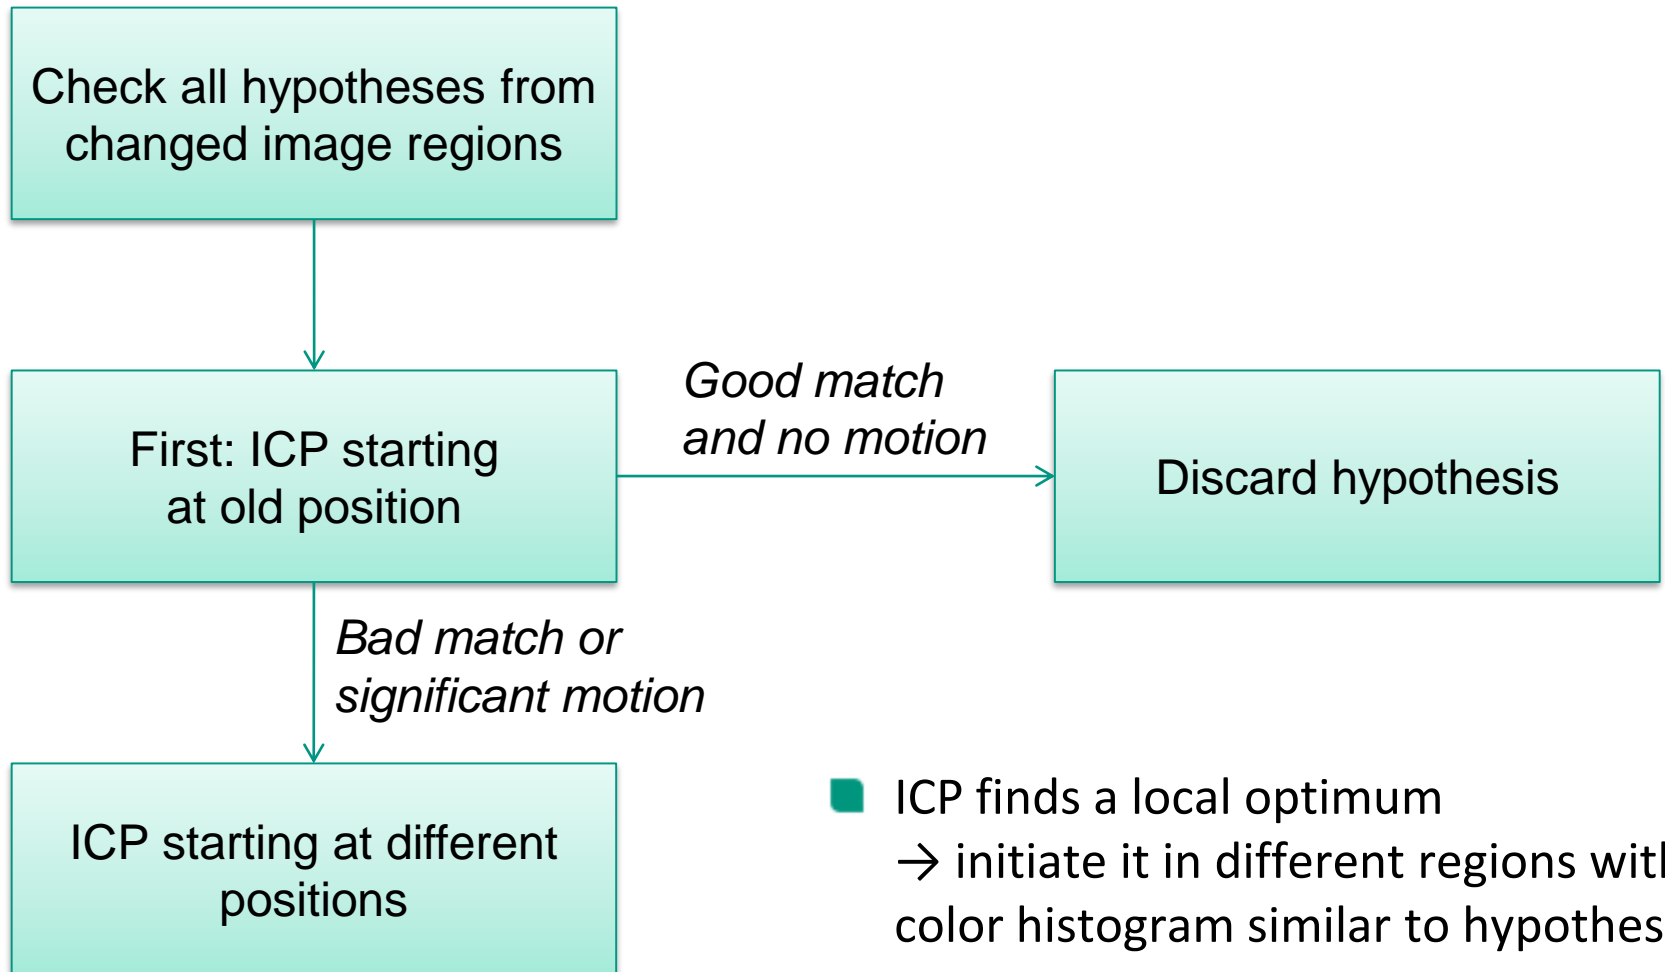 Check all hypotheses from
changed image regions
First: ICP starting
at old position
Good match
and no motion
Discard hypothesis
Bad match or
significant motion
ICP starting at different
positions
ICP finds a local optimum
→ initiate it in different regions with
color histogram similar to